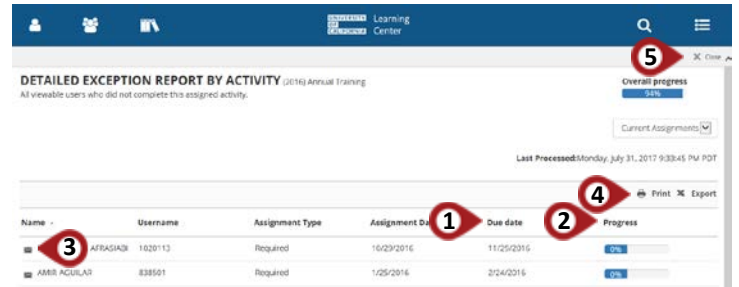 UNIVERSITY OF CALIFORNIA Learning Center
5
Close
DETAILED EXCEPTION REPORT BY ACTIVITY (2016) Annual Training
Overall progress
All viewable users who did not complete this assigned activity.
94%
Current Assignments
Last Processed:Monday, July 31, 2017 9:33:45 PM PDT
4 Print Export
Name Username Assignment Type Assignment Da 1 Due date 2 Progress
3 AFRASIABI 1020113 Required 10/29/2016 11/25/2016 0%
AMIR AGUILAR 838501 Required 1/25/2016 2/24/2016 0%